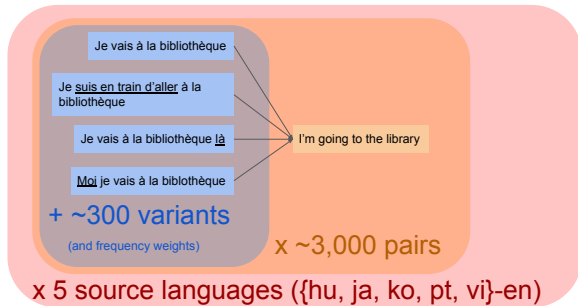 Je vais à la bibliothèque
Je suis en train d'aller à la
bibliothèque
Je vais à la bibliothèque là
I'm going to the library
Moi je vais à la biblothèque
+ ~300 variants
(and frequency weights)
x ~3,000 pairs
x 5 source languages ({hu, ja, ko, pt, vi}-en)